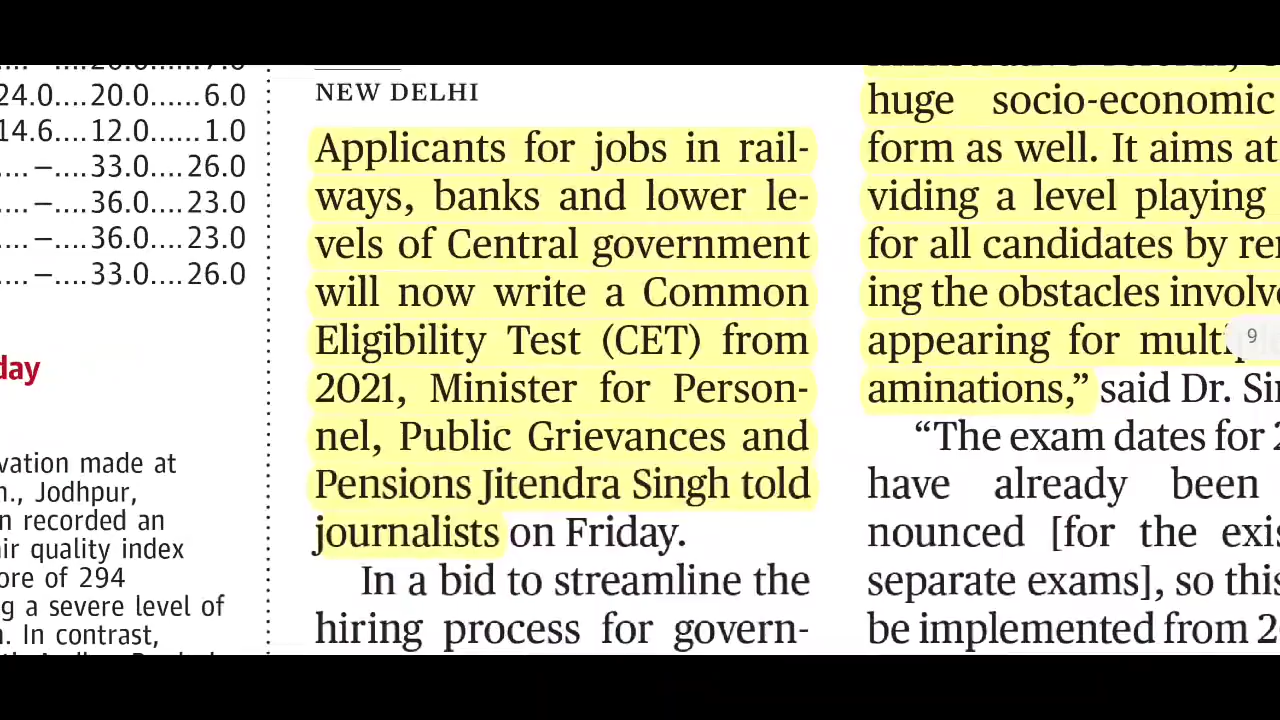 24.0....20.0......6.0
14.6....12.0......1.0
.... –....33.0....26.0
.... –....36.0....23.0
.... –....36.0....23.0
.... –....33.0....26.0
day
vation made at
n., Jodhpur,
n recorded an
air quality index
ore of 294
g a severe level of
n. In contrast,
NEW DELHI
Applicants for jobs in rail-
ways, banks and lower le-
vels of Central government
will now write a Common
Eligibility Test (CET) from
2021, Minister for Person-
nel, Public Grievances and
Pensions Jitendra Singh told
journalists on Friday.
In a bid to streamline the
hiring process for govern-
huge socio-economic
form as well. It aims at
viding a level playing
for all candidates by
ing the obstacles
appearing for
aminations,” said Dr.
“The exam dates for
have already been
nounced [for the
separate exams], so this
be implemented from
9